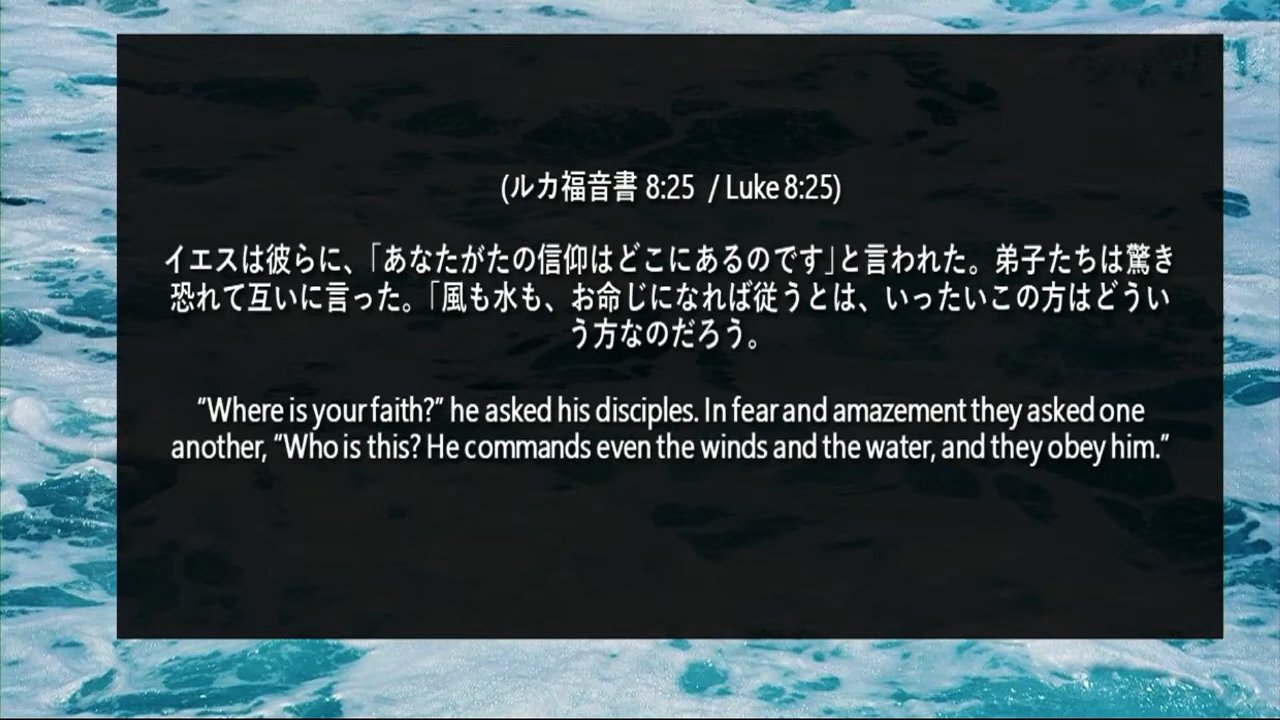 (ルカ福音書 8:25 / Luke 8:25)
イエスは彼らに、「あなたがたの信仰はどこにあるのです」と言われた。弟子たちは驚き
恐れて互いに言った。「風も水も、お命じになれば従うとは、いったいこの方はどうい
う方なのだろう。
“Where is your faith?” he asked his disciples. In fear and amazement they asked one
another, “Who is this? He commands even the winds and the water, and they obey him.”